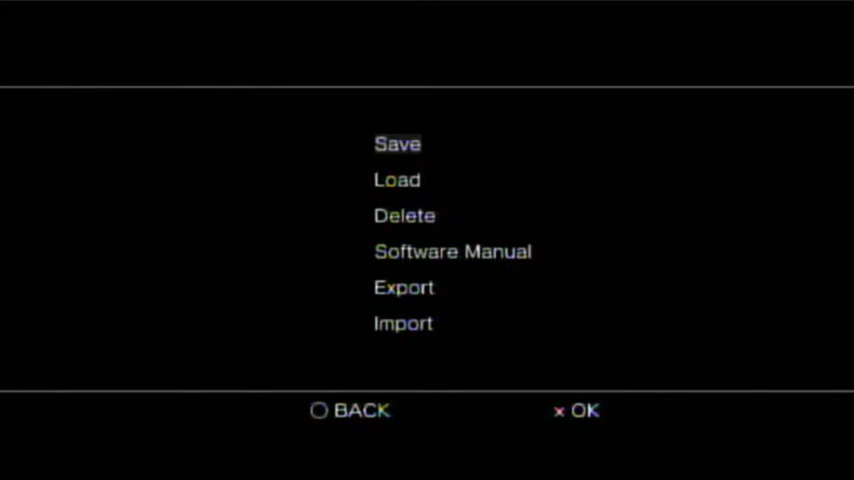 Save
Load
Delete
Software Manual
Export
Import
○ BACK × OK